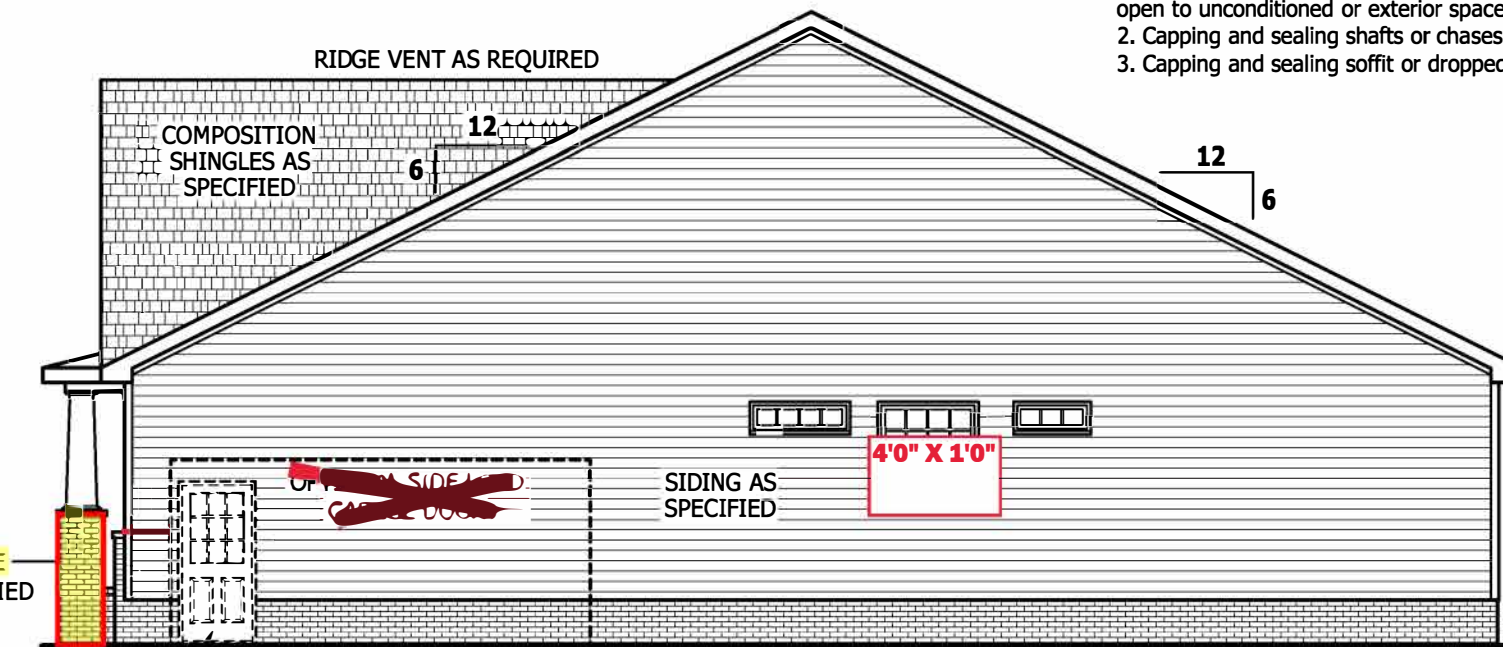 open to unconditioned or exterior space
2. Capping and sealing shafts or chases
3. Capping and sealing soffit or dropped
RIDGE VENT AS REQUIRED
COMPOSITION
SHINGLES AS
SPECIFIED
12
6
12
6
4'0" X 1'0"
SIDING AS
SPECIFIED
IED